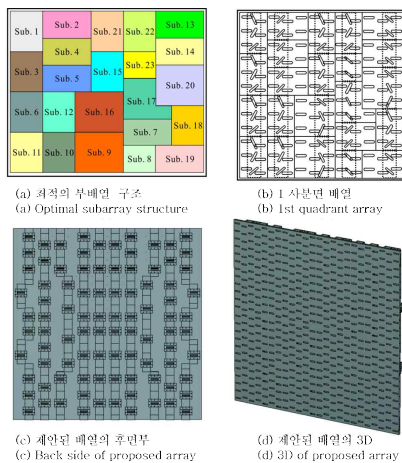 Sub. 1 Sub. 2 Sub. 21 Sub. 22 Sub. 13
Sub. 4 Sub. 14
Sub. 3 Sub. 5 Sub. 15 Sub. 23
Sub. 20
Sub. 6 Sub. 12 Sub. 16 Sub. 17
Sub. 7 Sub. 18
Sub. 11 Sub. 10 Sub. 9 Sub. 8 Sub. 19
(a) 최적의 부배열 구조
(a) Optimal subarray structure
(b) 1 사분면 배열
(b) 1st quadrant array
(c) 제안된 배열의 후면부
(c) Back side of proposed array
(d) 제안된 배열의 3D
(d) 3D of proposed array